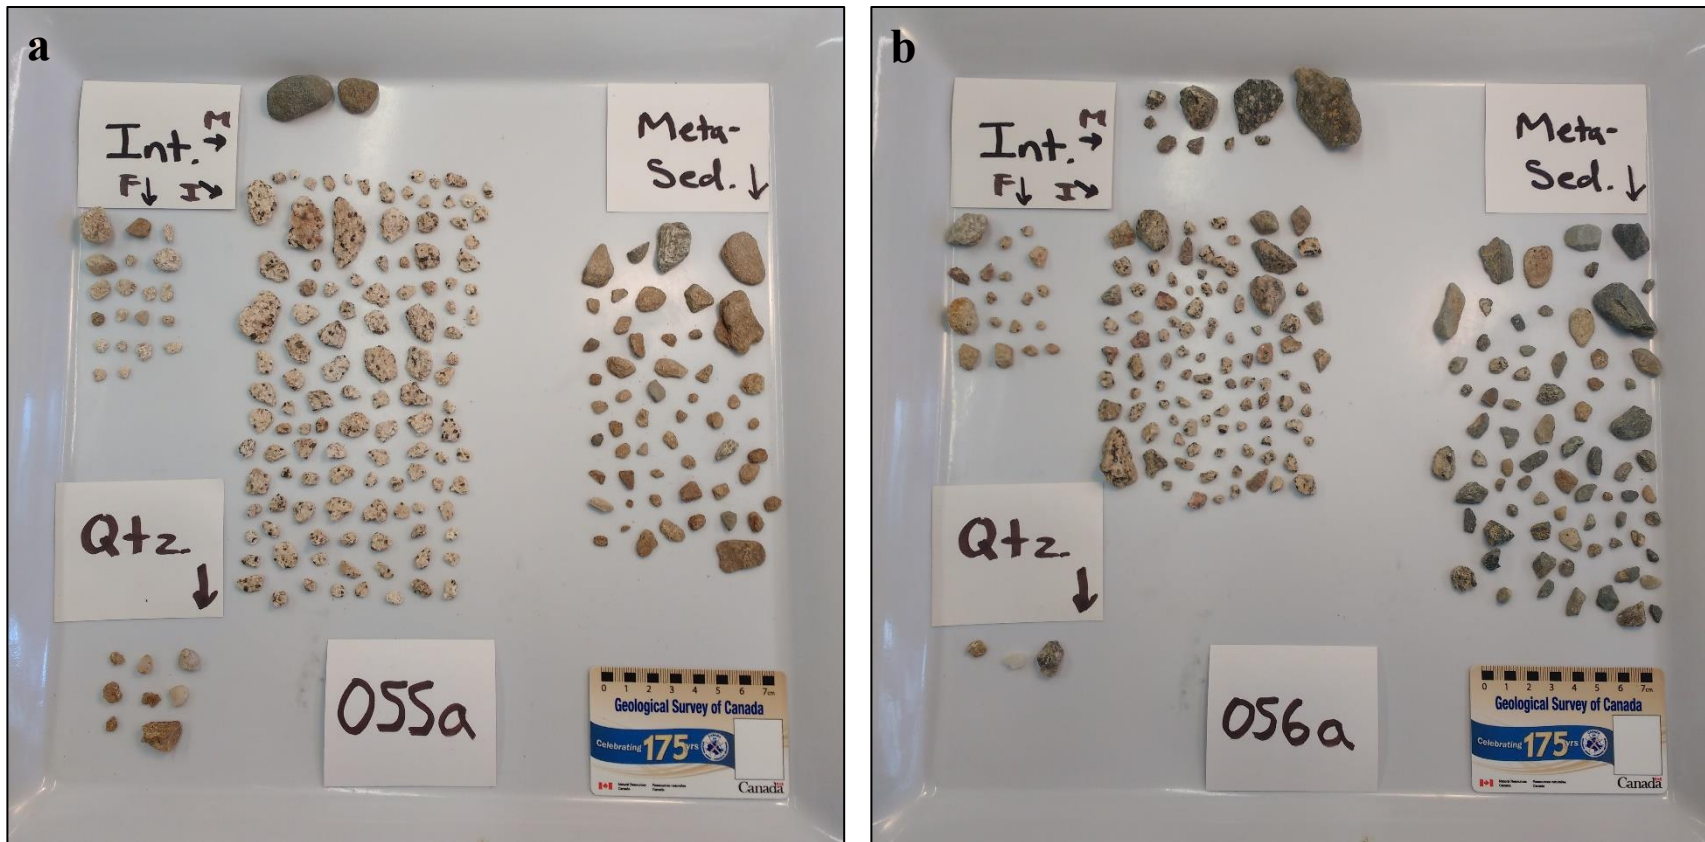 a
Int. M →
F ↓ I →
Meta-
Sed. ↓
Qtz.
↓
055a
0 1 2 3 4 5 6 7cm
Geological Survey of Canada
Celebrating 175 yrs
Canada
b
Int. M →
F ↓ I →
Meta-
Sed. ↓
Qtz.
↓
056a
0 1 2 3 4 5 6 7cm
Geological Survey of Canada
Celebrating 175 yrs
Canada